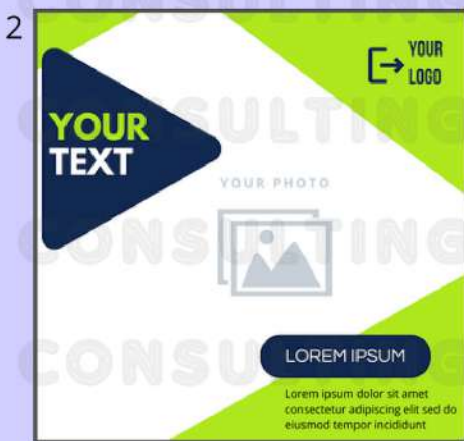 2
CONSULTING
YOUR
LOGO
YOUR
TEXT
CONSULTING
YOUR PHOTO
CONSULTING
CONSULTING
LOREM IPSUM
Lorem ipsum dolor sit amet
consectetur adipiscing elit sed do
eiusmod tempor incididunt